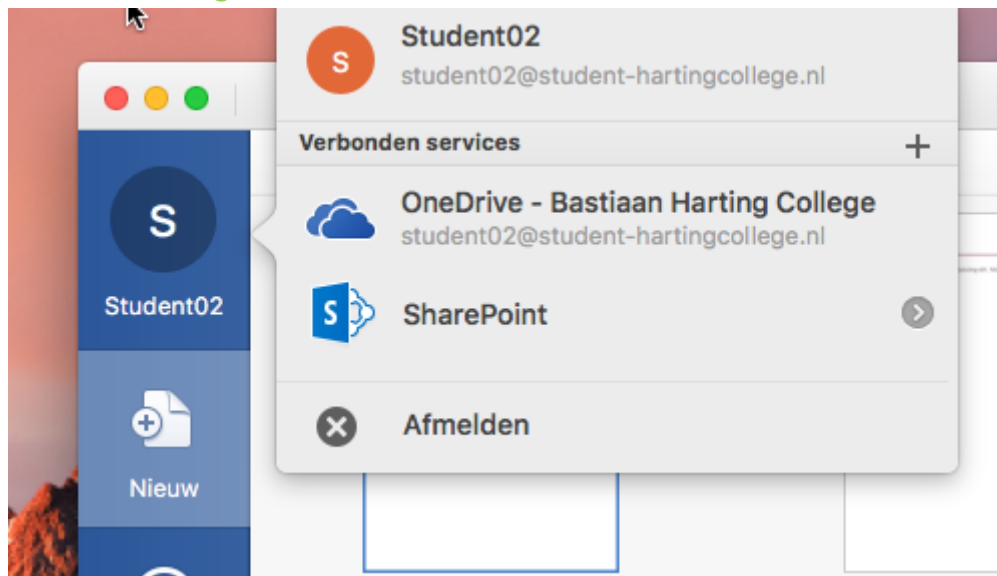 S
Student02
student02@student-hartingcollege.nl
Verbonden services
OneDrive - Bastiaan Harting College
student02@student-hartingcollege.nl
S
SharePoint
Afmelden
S
Student02
Nieuw